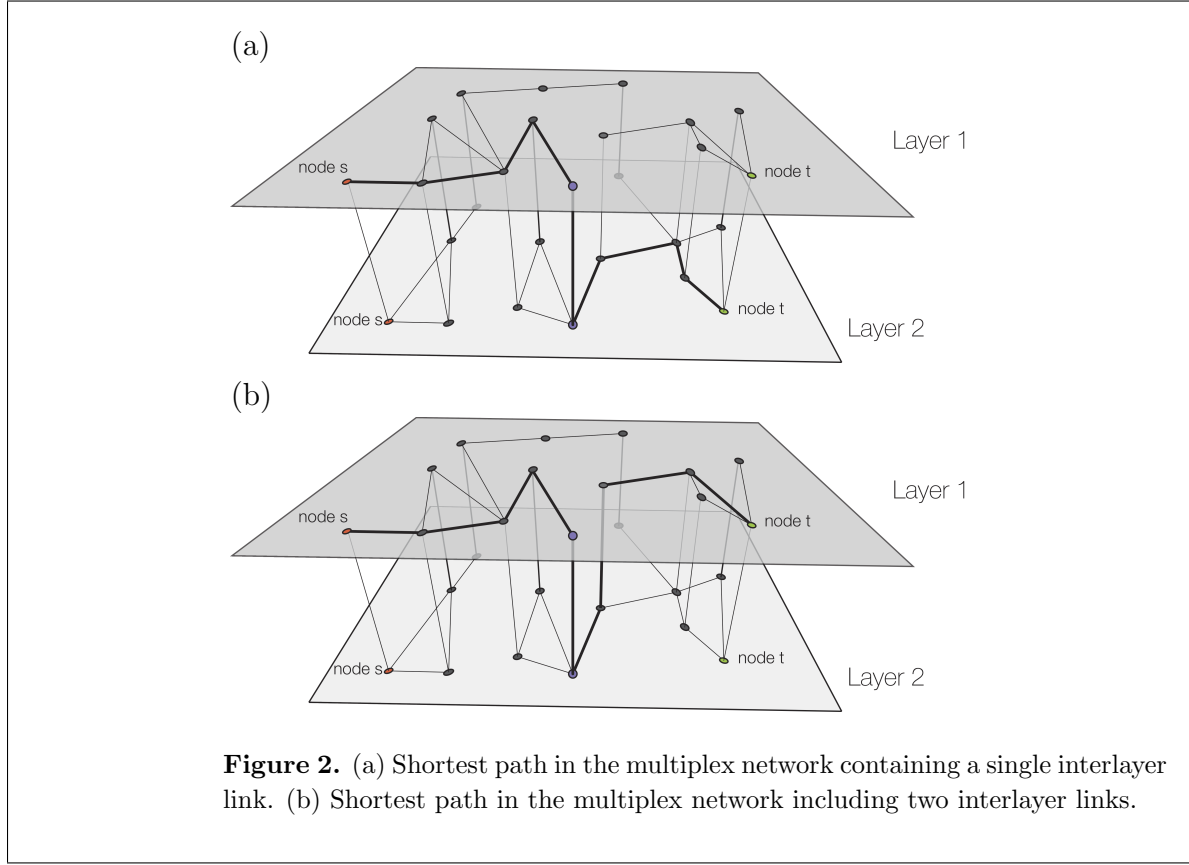 (a)
Layer 1
node s
node t
node s
node t
Layer 2
(b)
Layer 1
node s
node t
node s
node t
Layer 2
Figure 2. (a) Shortest path in the multiplex network containing a single interlayer
link. (b) Shortest path in the multiplex network including two interlayer links.